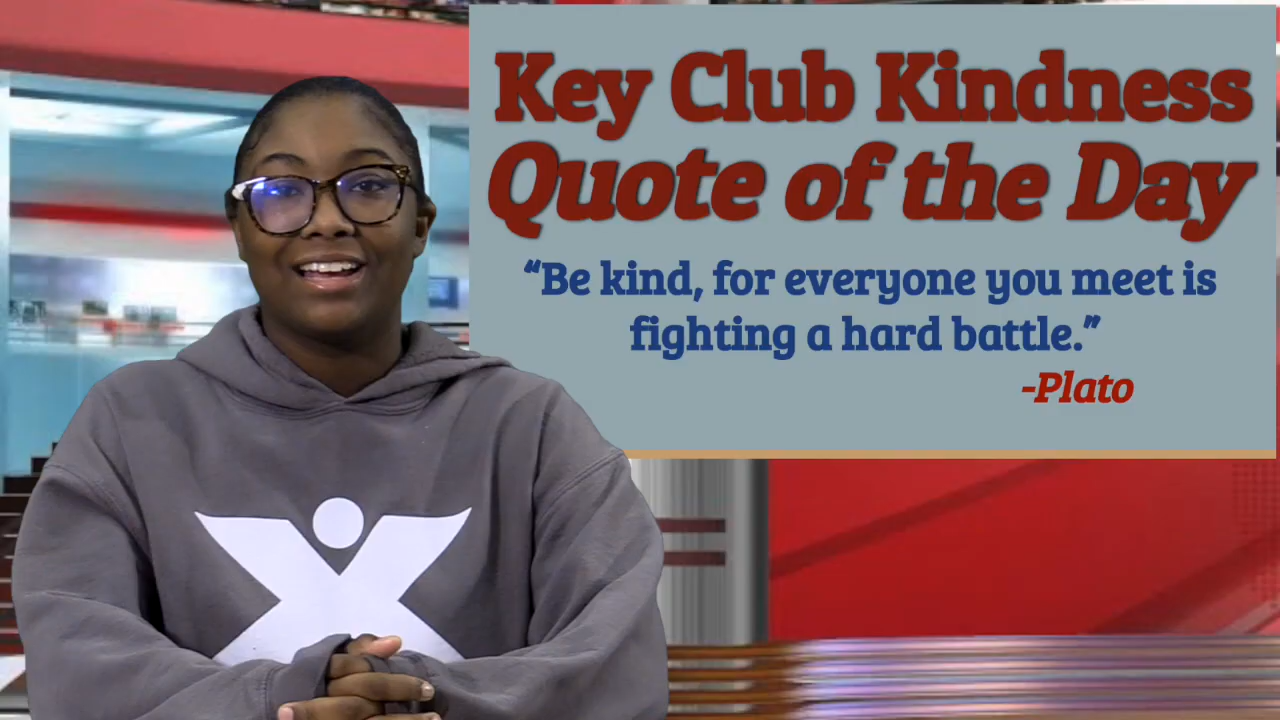 Key Club Kindness
Quote of the Day
“Be kind, for everyone you meet is
fighting a hard battle.”
-Plato